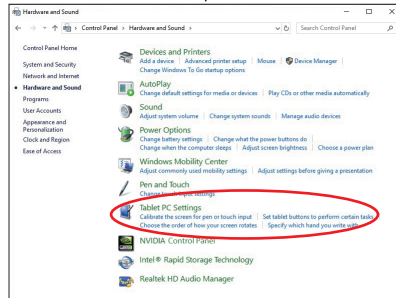 Hardware and Sound
Control Panel > Hardware and Sound >
Search Control Panel
Control Panel Home
System and Security
Network and Internet
Hardware and Sound
Programs
User Accounts
Appearance and
Personalization
Clock and Region
Ease of Access
Devices and Printers
Add a device | Advanced printer setup | Mouse | Device Manager
Change Windows To Go startup options
AutoPlay
Change default settings for media or devices | Play CDs or other media automatically
Sound
Adjust system volume | Change system sounds | Manage audio devices
Power Options
Change battery settings | Change what the power buttons do
Change when the computer sleeps | Adjust screen brightness | Choose a power plan
Windows Mobility Center
Adjust commonly used mobility settings | Adjust settings before giving a presentation
Pen and Touch
Change touch input settings
Tablet PC Settings
Calibrate the screen for pen or touch input | Set tablet buttons to perform certain tasks
Choose the order of how your screen rotates | Specify which hand you write with
NVIDIA Control Panel
Intel® Rapid Storage Technology
Realtek HD Audio Manager